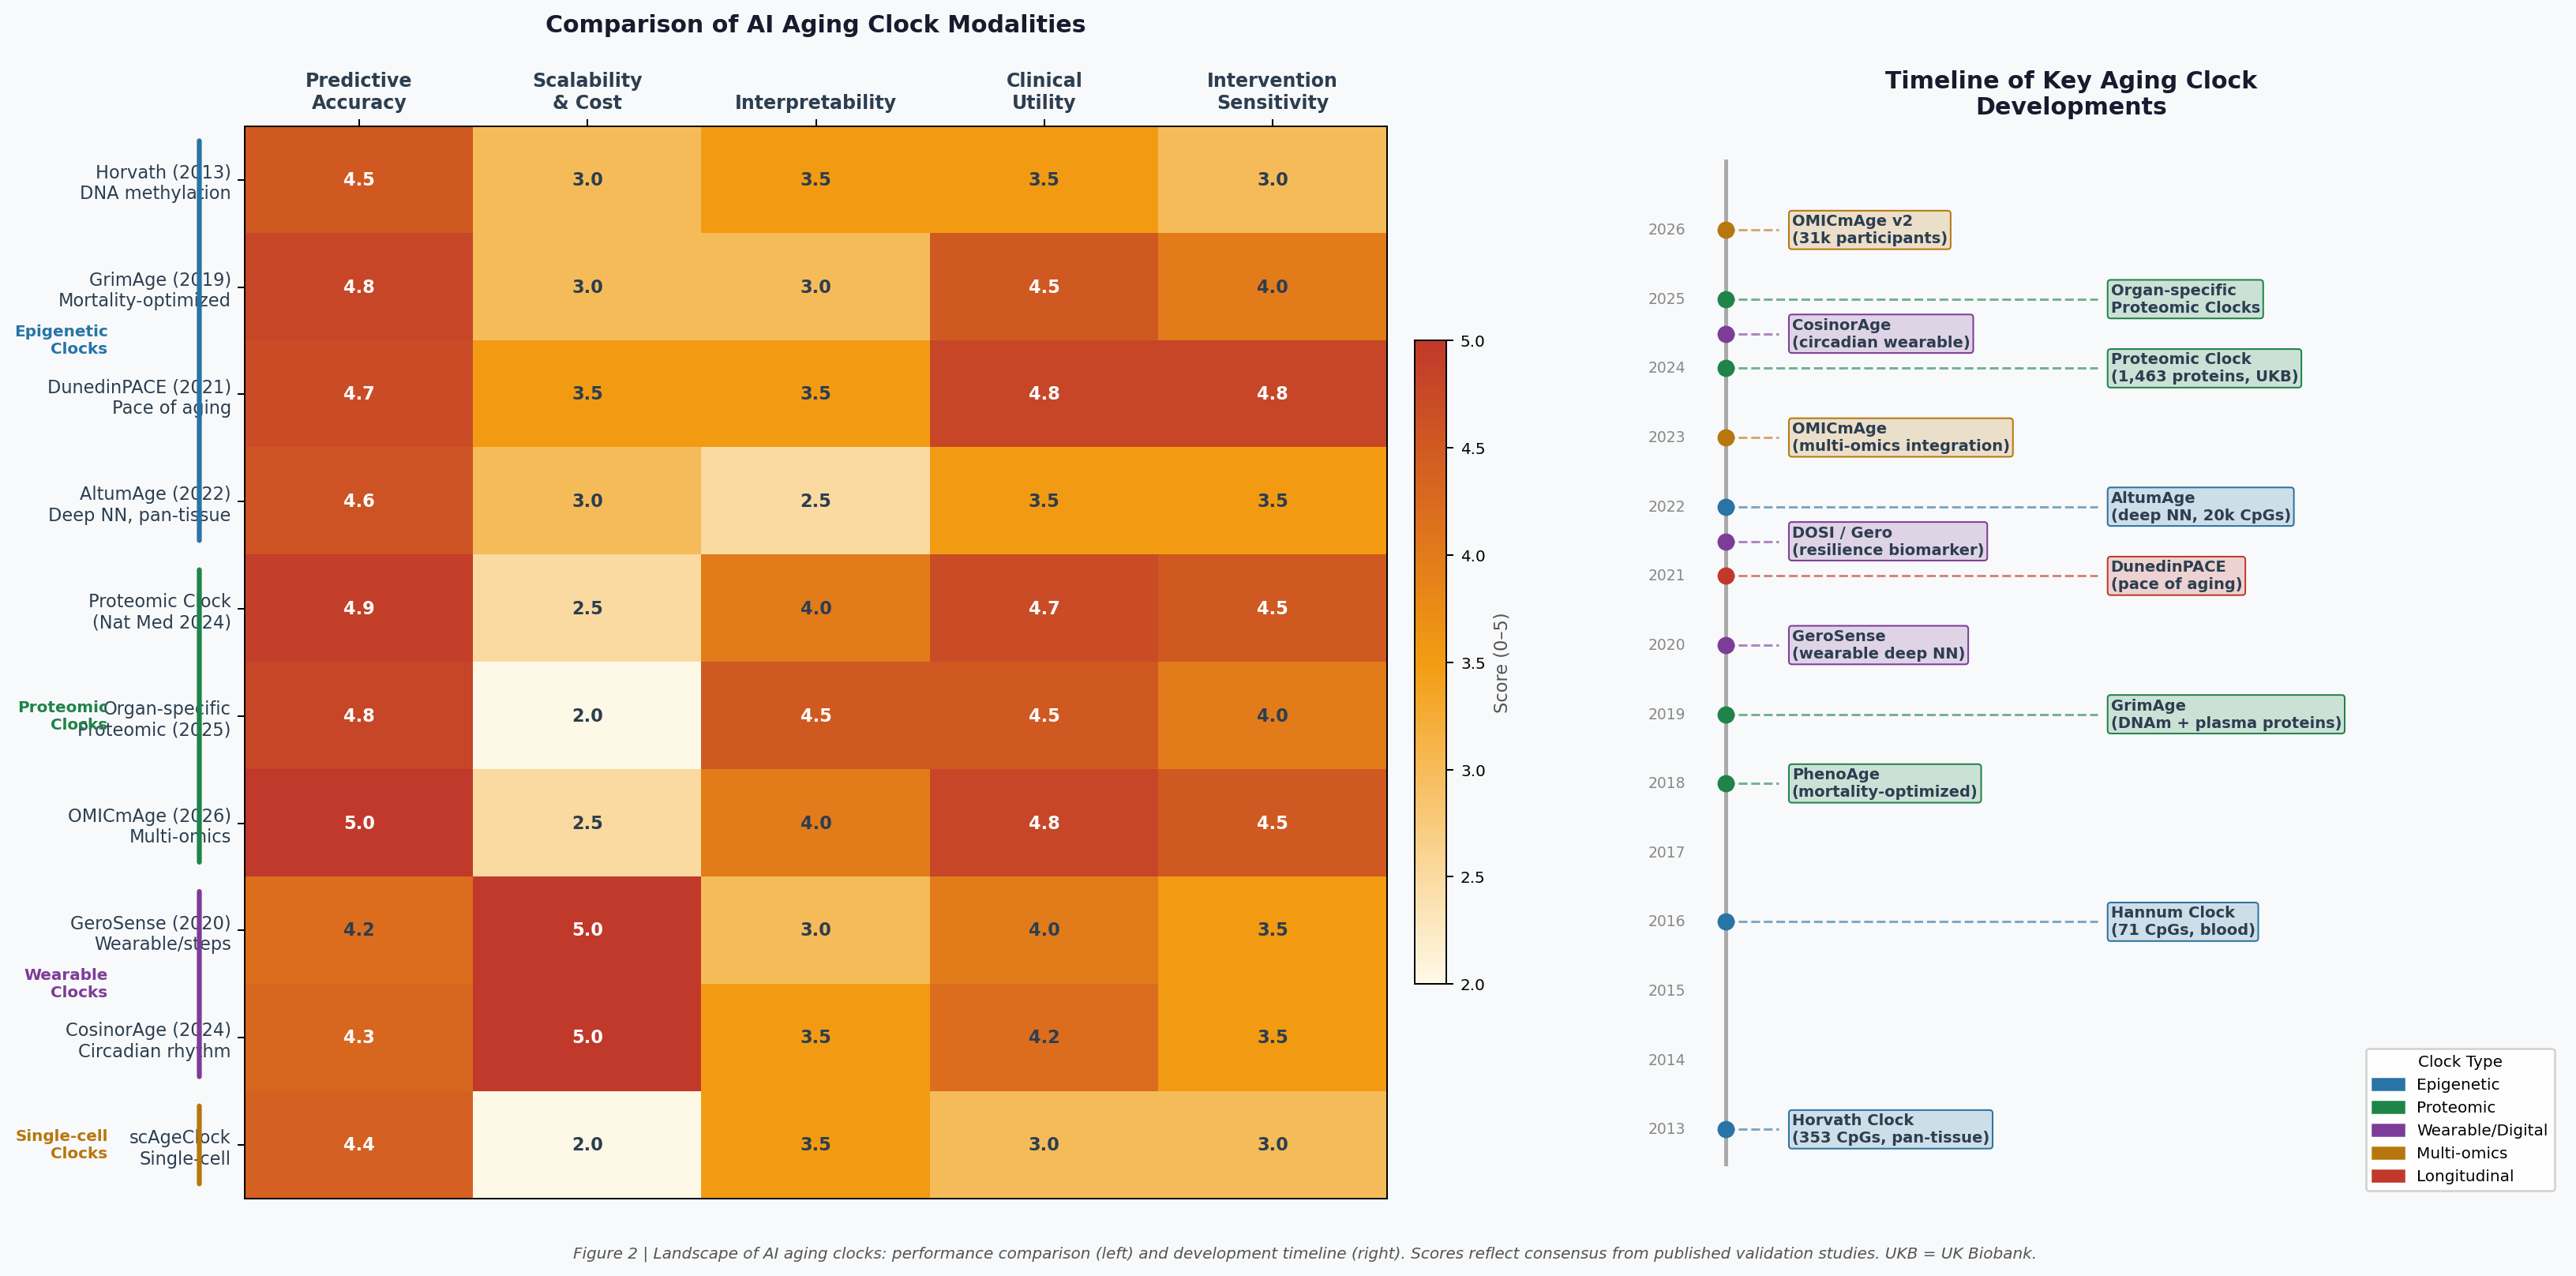 Comparison of AI Aging Clock Modalities
Predictive
Accuracy
Scalability
& Cost
Interpretability
Clinical
Utility
Intervention
Sensitivity
Epigenetic
Clocks
Horvath (2013)
DNA methylation
4.5 3.0 3.5 3.5 3.0
GrimAge (2019)
Mortality-optimized
4.8 3.0 3.0 4.5 4.0
DunedinPACE (2021)
Pace of aging
4.7 3.5 3.5 4.8 4.8
AltumAge (2022)
Deep NN, pan-tissue
4.6 3.0 2.5 3.5 3.5
Proteomic
Clocks
Proteomic Clock
(Nat Med 2024)
4.9 2.5 4.0 4.7 4.5
Organ-specific
Proteomic (2025)
4.8 2.0 4.5 4.5 4.0
OMICmAge (2026)
Multi-omics
5.0 2.5 4.0 4.8 4.5
Wearable
Clocks
GeroSense (2020)
Wearable/steps
4.2 5.0 3.0 4.0 3.5
CosinorAge (2024)
Circadian rhythm
4.3 5.0 3.5 4.2 3.5
Single-cell
Clocks
scAgeClock
Single-cell
4.4 2.0 3.5 3.0 3.0
5.0
4.5
4.0
3.5
3.0
2.5
2.0
Score (0–5)
Timeline of Key Aging Clock
Developments
2026
OMICmAge v2
(31k participants)
2025
Organ-specific
Proteomic Clocks
CosinorAge
(circadian wearable)
2024
Proteomic Clock
(1,463 proteins, UKB)
2023
OMICmAge
(multi-omics integration)
2022
AltumAge
(deep NN, 20k CpGs)
DOSI / Gero
(resilience biomarker)
2021
DunedinPACE
(pace of aging)
2020
GeroSense
(wearable deep NN)
2019
GrimAge
(DNAm + plasma proteins)
2018
PhenoAge
(mortality-optimized)
2017
2016
Hannum Clock
(71 CpGs, blood)
2015
2014
2013
Horvath Clock
(353 CpGs, pan-tissue)
Clock Type
Epigenetic
Proteomic
Wearable/Digital
Multi-omics
Longitudinal
Figure 2 | Landscape of AI aging clocks: performance comparison (left) and development timeline (right). Scores reflect consensus from published validation studies. UKB = UK Biobank.